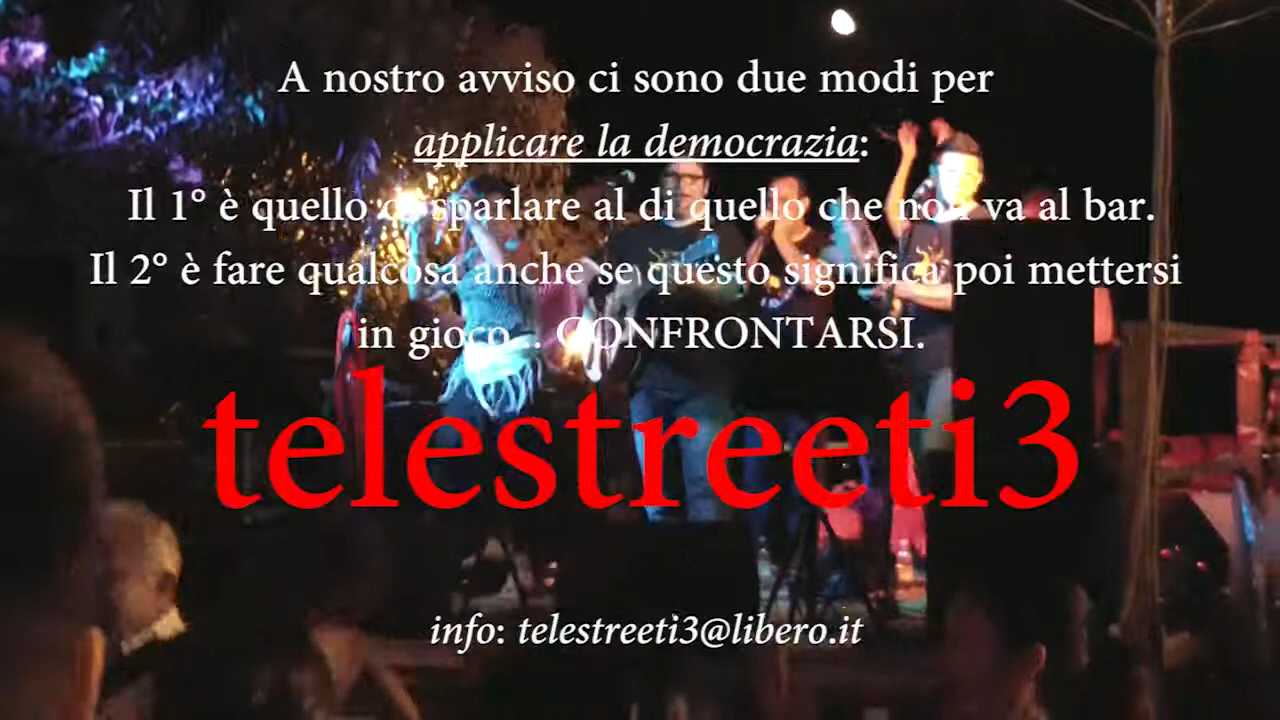 A nostro avviso ci sono due modi per
applicare la democrazia:
Il 1° è quello di sparlare al di quello che non va al bar.
Il 2° è fare qualcosa anche se questo significa poi mettersi
in gioco... CONFRONTARSI.
telestreeti3
info: telestreeti3@libero.it